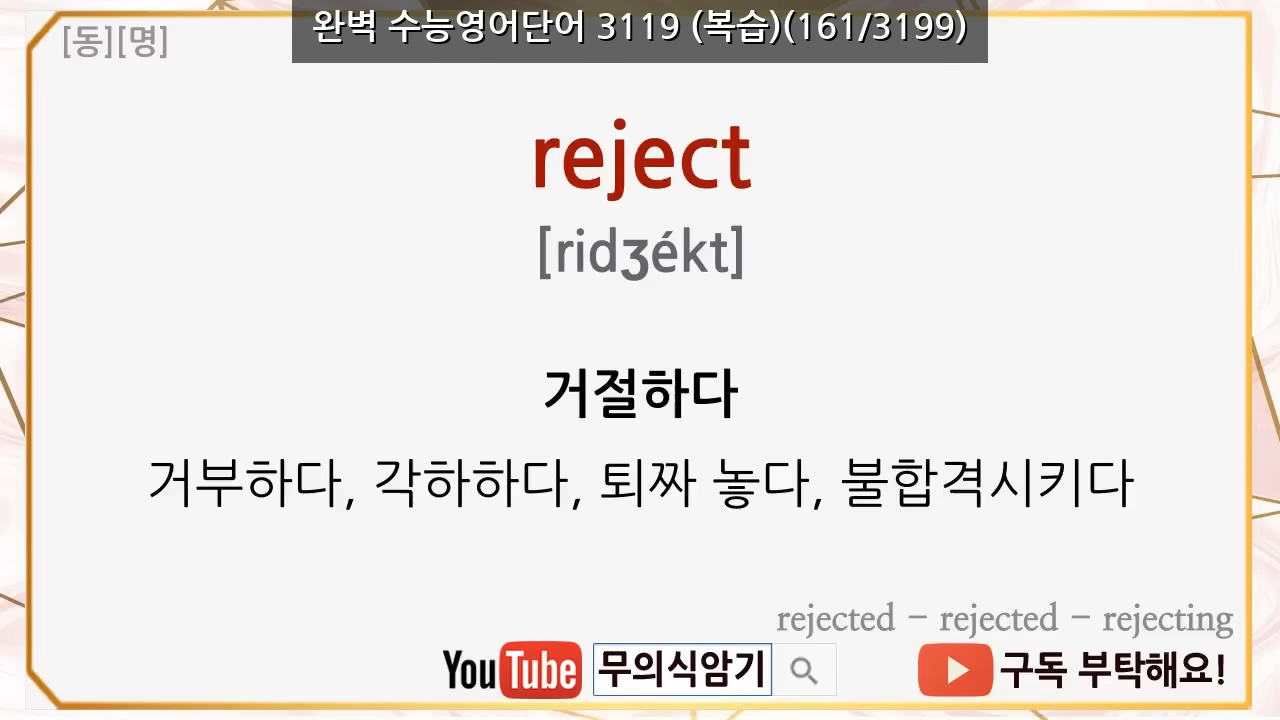 완벽 수능영어단어 3119 (복습)(161/3199)
[동][명]
reject
[ridʒékt]
거절하다
거부하다, 각하하다, 퇴짜 놓다, 불합격시키다
rejected - rejected - rejecting
YouTube 무의식암기 구독 부탁해요!